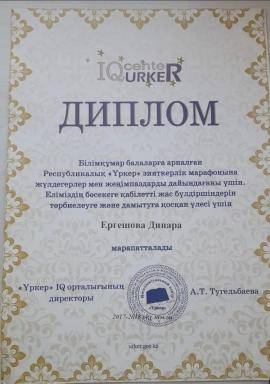 IQ center
URKER
ДИПЛОМ
Білімқұмар балаларға арналған
Республикалық «Үркер» зияткерлік марафонына
жүлдегерлер мен жеңімпаздарды дайындағаны үшін.
Еліміздің бәсекеге қабілетті жас бүлдіршіндерін
тәрбиелеуге және дамытуға қосқан үлесі үшін
Ергешова Динара
марапатталады
«Үркер» IQ орталығының
директоры
А.Т. Тугельбаева
«Үркер»
2017-2018 оқу жылы